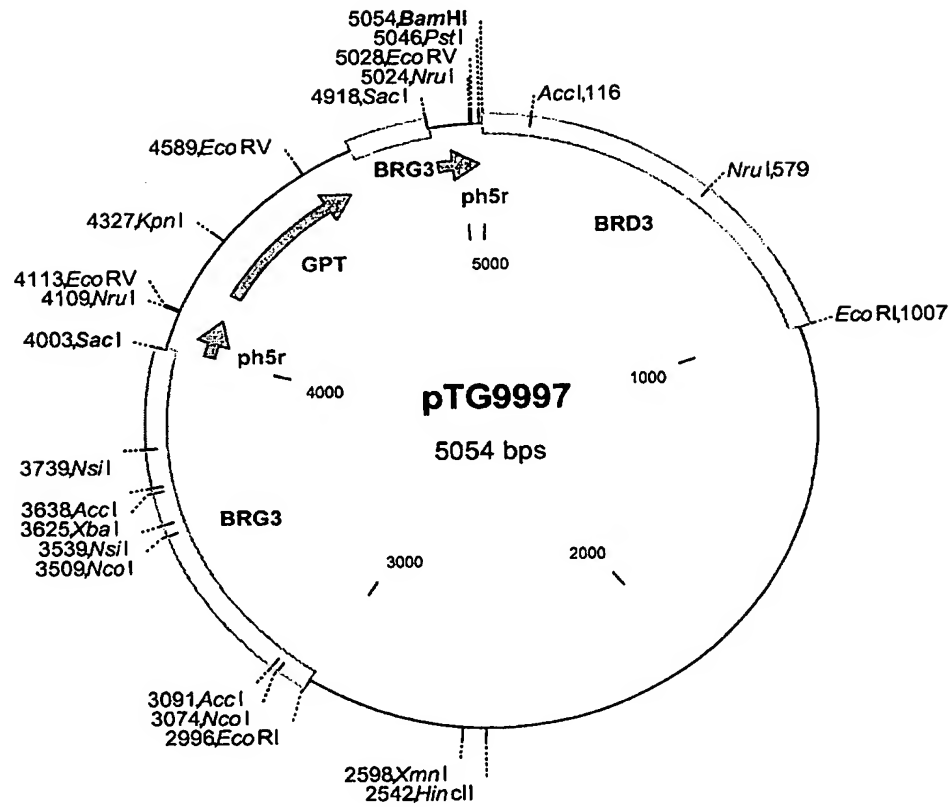 5054,BamHI
5046,PstI
5028,EcoRV
5024,NruI
4918,SacI
AccI,116
4589,EcoRV
BRG3
NruI,579
ph5r
BRD3
4327,KpnI
GPT
5000
4113,EcoRV
4109,NruI
4003,SacI
EcoRI,1007
ph5r
4000
pTG9997
1000
5054 bps
3739,NsiI
3638,AccI
3625,XbaI
3539,NsiI
3509,NcoI
BRG3
3000
2000
3091,AccI
3074,NcoI
2996,EcoRI
2598,XmnI
2542,HincII